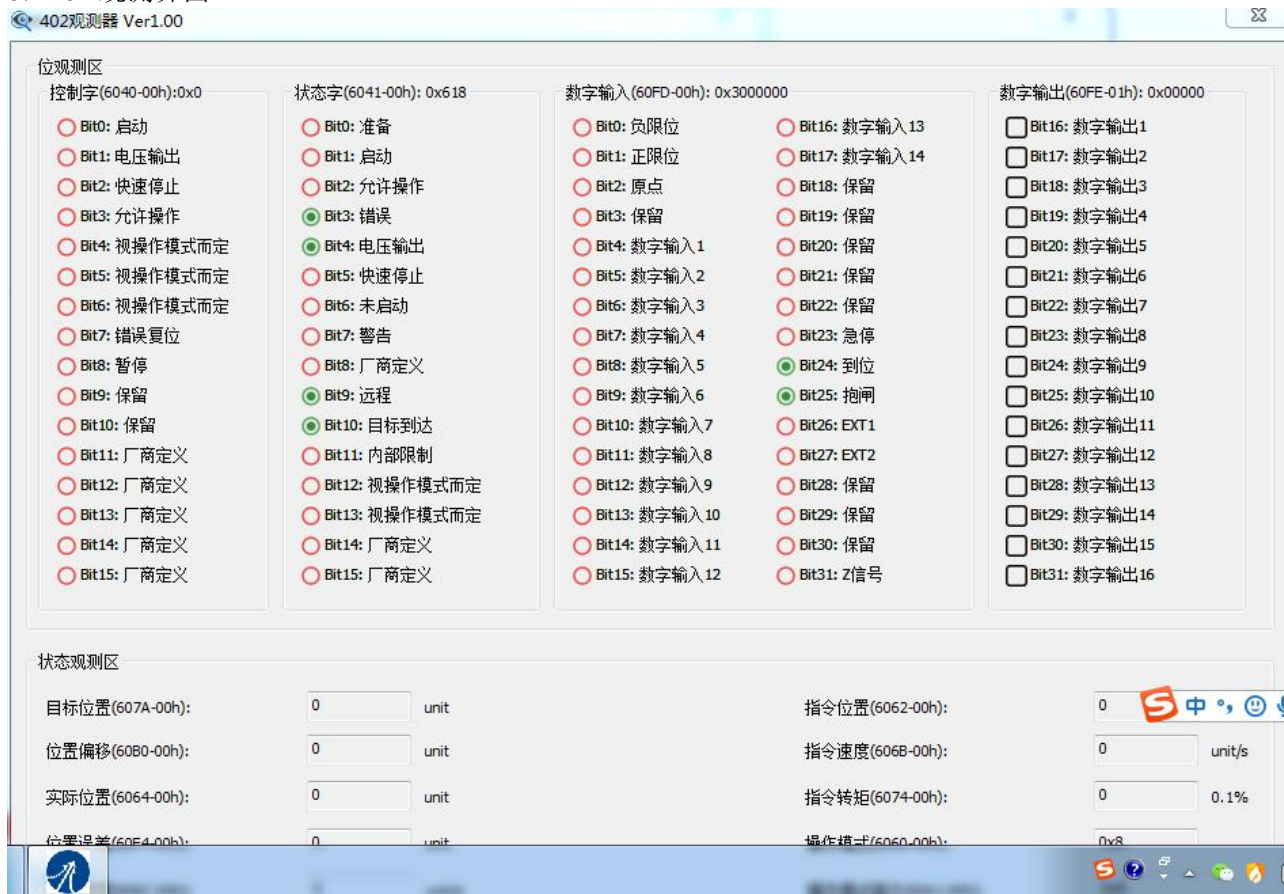 402观测器 Ver1.00
位观测区
控制字(6040-00h):0x0
Bit0: 启动
Bit1: 电压输出
Bit2: 快速停止
Bit3: 允许操作
Bit4: 视操作模式而定
Bit5: 视操作模式而定
Bit6: 视操作模式而定
Bit7: 错误复位
Bit8: 暂停
Bit9: 保留
Bit10: 保留
Bit11: 厂商定义
Bit12: 厂商定义
Bit13: 厂商定义
Bit14: 厂商定义
Bit15: 厂商定义
状态字(6041-00h): 0x618
Bit0: 准备
Bit1: 启动
Bit2: 允许操作
Bit3: 错误
Bit4: 电压输出
Bit5: 快速停止
Bit6: 未启动
Bit7: 警告
Bit8: 厂商定义
Bit9: 远程
Bit10: 目标到达
Bit11: 内部限制
Bit12: 视操作模式而定
Bit13: 视操作模式而定
Bit14: 厂商定义
Bit15: 厂商定义
数字输入(60FD-00h): 0x3000000
Bit0: 负限位
Bit1: 正限位
Bit2: 原点
Bit3: 保留
Bit4: 数字输入1
Bit5: 数字输入2
Bit6: 数字输入3
Bit7: 数字输入4
Bit8: 数字输入5
Bit9: 数字输入6
Bit10: 数字输入7
Bit11: 数字输入8
Bit12: 数字输入9
Bit13: 数字输入10
Bit14: 数字输入11
Bit15: 数字输入12
Bit16: 数字输入13
Bit17: 数字输入14
Bit18: 保留
Bit19: 保留
Bit20: 保留
Bit21: 保留
Bit22: 保留
Bit23: 急停
Bit24: 到位
Bit25: 抱闸
Bit26: EXT1
Bit27: EXT2
Bit28: 保留
Bit29: 保留
Bit30: 保留
Bit31: Z信号
数字输出(60FE-01h): 0x00000
Bit16: 数字输出1
Bit17: 数字输出2
Bit18: 数字输出3
Bit19: 数字输出4
Bit20: 数字输出5
Bit21: 数字输出6
Bit22: 数字输出7
Bit23: 数字输出8
Bit24: 数字输出9
Bit25: 数字输出10
Bit26: 数字输出11
Bit27: 数字输出12
Bit28: 数字输出13
Bit29: 数字输出14
Bit30: 数字输出15
Bit31: 数字输出16
状态观测区
目标位置(607A-00h): 0 unit
指令位置(6062-00h): 0
中
位置偏移(60B0-00h): 0 unit
指令速度(606B-00h): 0 unit/s
实际位置(6064-00h): 0 unit
指令转矩(6074-00h): 0 0.1%
位置误差(60F4-00h): 0 unit
操作模式(6060-00h): 0x8